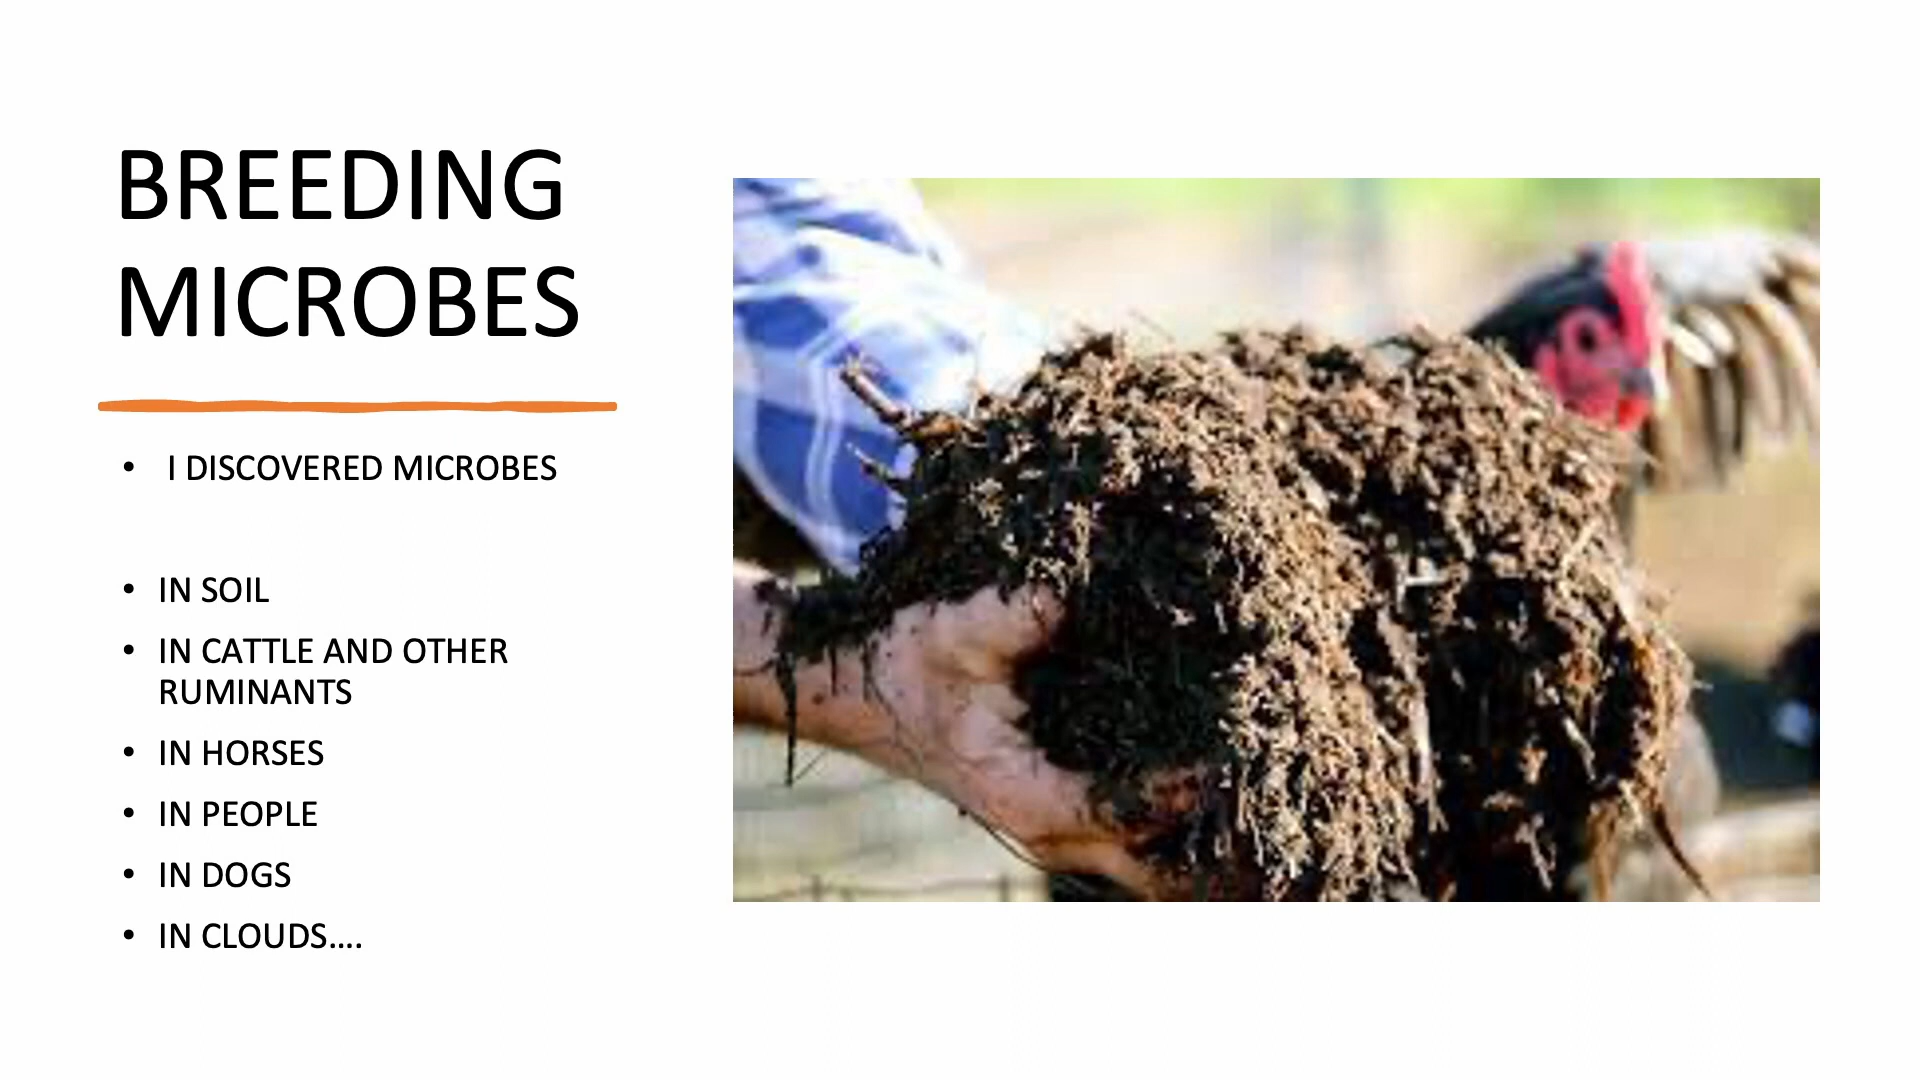 BREEDING
MICROBES
• I DISCOVERED MICROBES
• IN SOIL
• IN CATTLE AND OTHER
RUMINANTS
• IN HORSES
• IN PEOPLE
• IN DOGS
• IN CLOUDS....